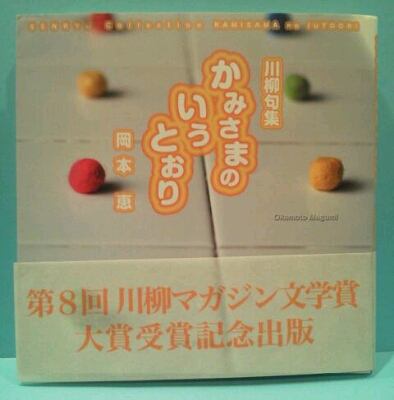 SENRYU Collection KAMISAMA no IUTOORI
川柳句集
かみさまの
いう
とおり
岡本 恵
Okamoto Megumi
第8回 川柳マガジン文学賞
大賞受賞記念出版